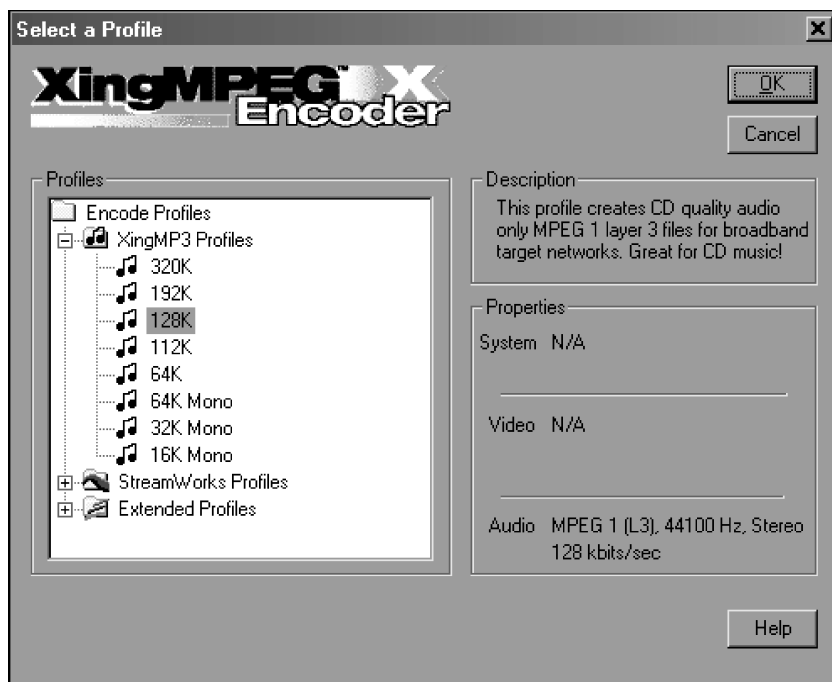 Select a Profile
XingMPEG™ X
Encoder
OK
Cancel
Profiles
Encode Profiles
XingMP3 Profiles
320K
192K
128K
112K
64K
64K Mono
32K Mono
16K Mono
StreamWorks Profiles
Extended Profiles
Description
This profile creates CD quality audio
only MPEG 1 layer 3 files for broadband
target networks. Great for CD music!
Properties
System N/A
Video N/A
Audio MPEG 1 (L3), 44100 Hz, Stereo
128 kbits/sec
Help